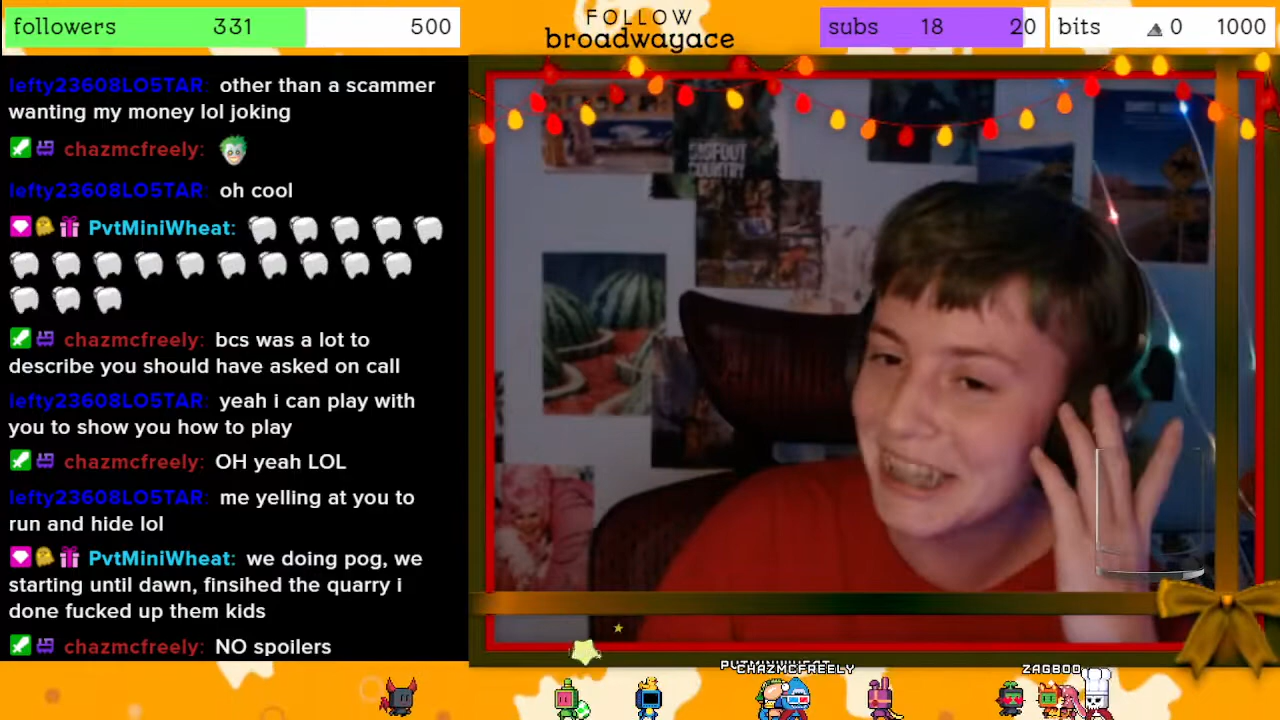 followers 331 500
FOLLOW
broadwayace
subs 18 20
bits 0 1000
lefty23608LO5TAR: other than a scammer
wanting my money lol joking
chazmcfreely:
lefty23608LO5TAR: oh cool
PvtMiniWheat:
chazmcfreely: bcs was a lot to
describe you should have asked on call
lefty23608LO5TAR: yeah i can play with
you to show you how to play
chazmcfreely: OH yeah LOL
lefty23608LO5TAR: me yelling at you to
run and hide lol
PvtMiniWheat: we doing pog, we
starting until dawn, finsihed the quarry i
done fucked up them kids
chazmcfreely: NO spoilers
BIGFOOT
COUNTRY
PVTMINIWHEAT
CHAZMCFREELY
ZAGBOO